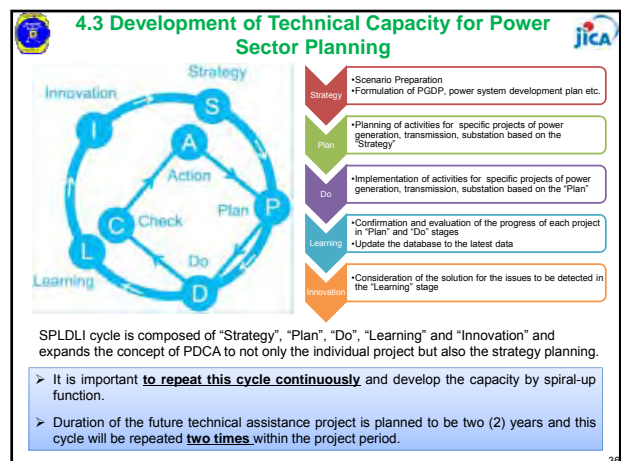 4.3 Development of Technical Capacity for Power
Sector Planning
jICA
Strategy
Innovation
S
I
A
Action
Plan
P
C
Check
Do
L
Learning
D
Strategy
•Scenario Preparation
•Formulation of PGDP, power system development plan etc.
Plan
•Planning of activities for specific projects of power
generation, transmission, substation based on the
"Strategy"
Do
•Implementation of activities for specific projects of power
generation, transmission, substation based on the "Plan"
Learning
•Confirmation and evaluation of the progress of each project
in "Plan" and "Do" stages
•Update the database to the latest data
Innovation
•Consideration of the solution for the issues to be detected in
the "Learning" stage
SPLDLI cycle is composed of "Strategy", "Plan", "Do", "Learning" and "Innovation" and
expands the concept of PDCA to not only the individual project but also the strategy planning.
➢ It is important to repeat this cycle continuously and develop the capacity by spiral-up
function.
➢ Duration of the future technical assistance project is planned to be two (2) years and this
cycle will be repeated two times within the project period.
36